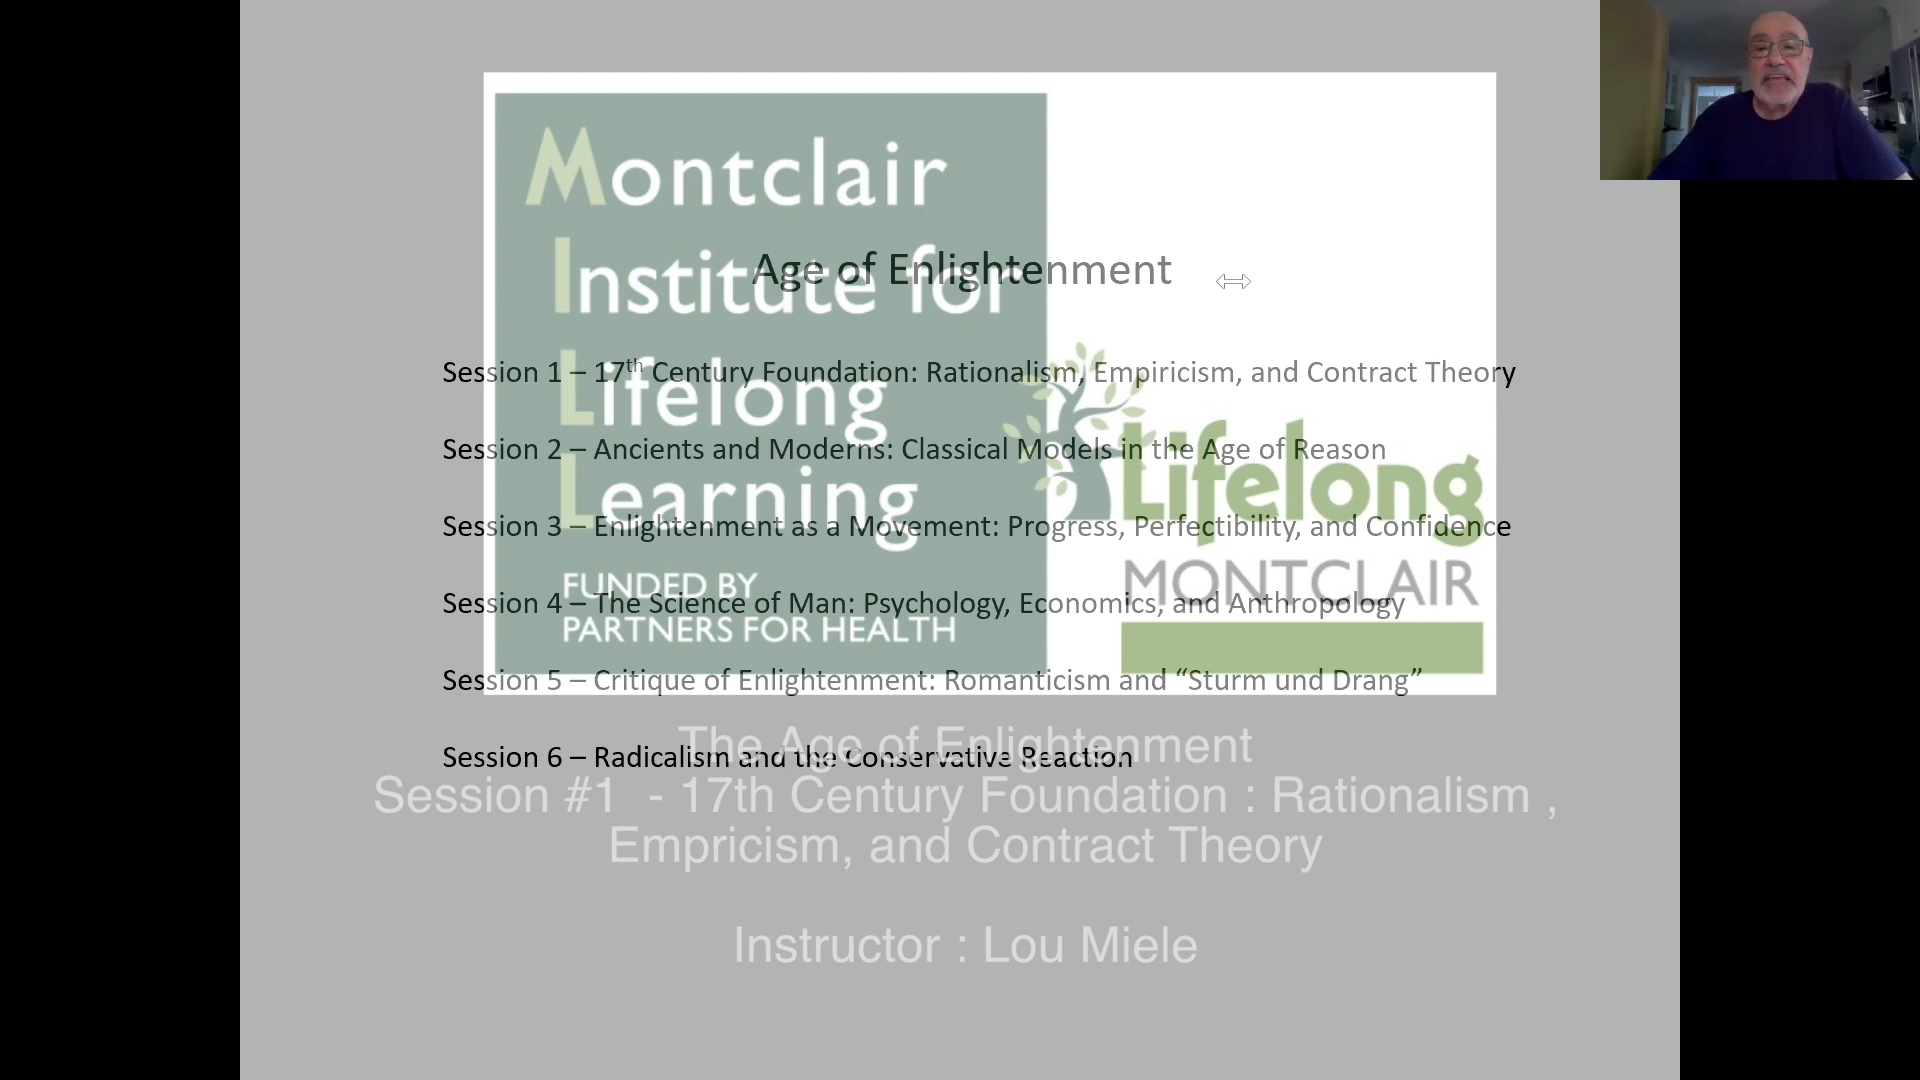 Montclair
Institute for
Lifelong
Learning
FUNDED BY
PARTNERS FOR HEALTH
Lifelong
MONTCLAIR
Age of Enlightenment
Session 1 – 17th Century Foundation: Rationalism, Empiricism, and Contract Theory
Session 2 – Ancients and Moderns: Classical Models in the Age of Reason
Session 3 – Enlightenment as a Movement: Progress, Perfectibility, and Confidence
Session 4 – The Science of Man: Psychology, Economics, and Anthropology
Session 5 – Critique of Enlightenment: Romanticism and “Sturm und Drang”
Session 6 – Radicalism and the Conservative Reaction
The Age of Enlightenment
Session #1 - 17th Century Foundation : Rationalism ,
Empricism, and Contract Theory
Instructor : Lou Miele